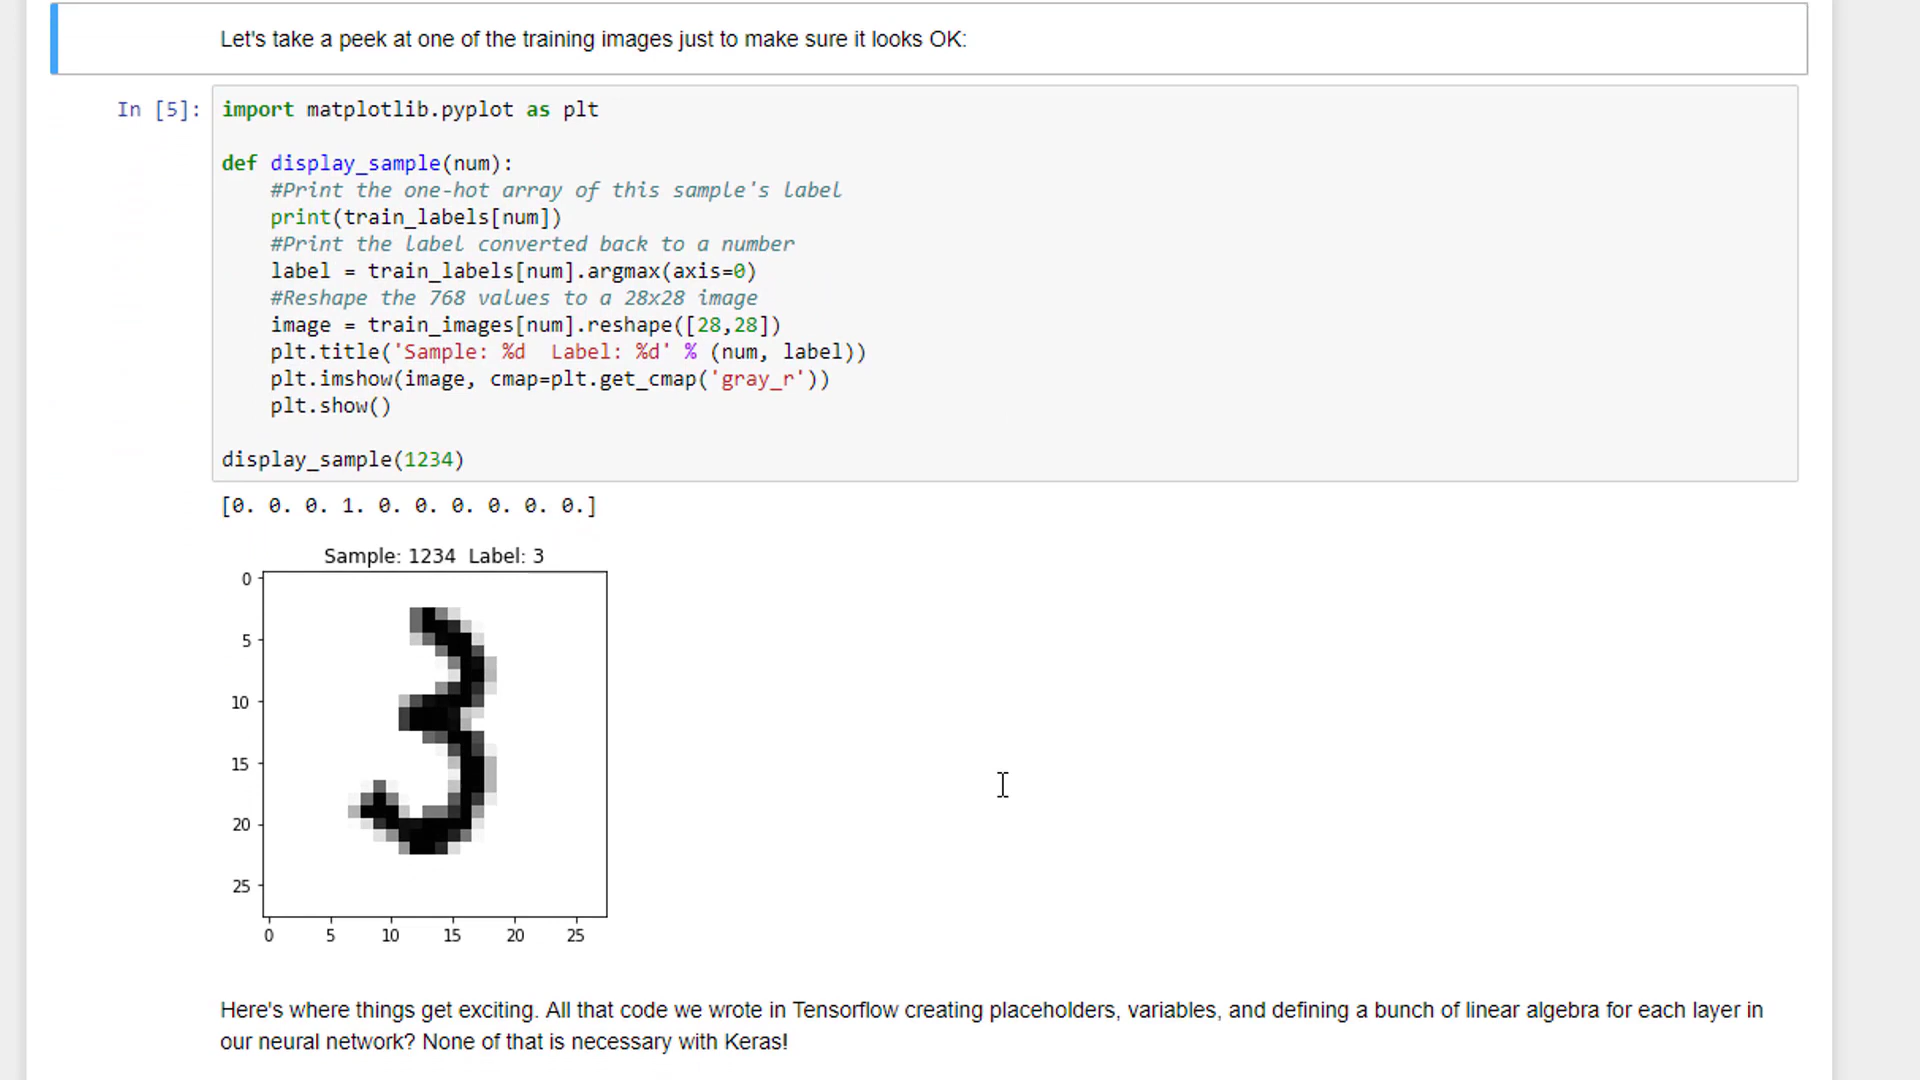 Let's take a peek at one of the training images just to make sure it looks OK:
In [5]: import matplotlib.pyplot as plt
def display_sample(num):
#Print the one-hot array of this sample's label
print(train_labels[num])
#Print the label converted back to a number
label = train_labels[num].argmax(axis=0)
#Reshape the 768 values to a 28x28 image
image = train_images[num].reshape([28,28])
plt.title('Sample: %d  Label: %d' % (num, label))
plt.imshow(image, cmap=plt.get_cmap('gray_r'))
plt.show()
display_sample(1234)
[0. 0. 0. 1. 0. 0. 0. 0. 0. 0.]
Sample: 1234  Label: 3
0
5
10
15
20
25
3
0 5 10 15 20 25
Here's where things get exciting. All that code we wrote in Tensorflow creating placeholders, variables, and defining a bunch of linear algebra for each layer in
our neural network? None of that is necessary with Keras!